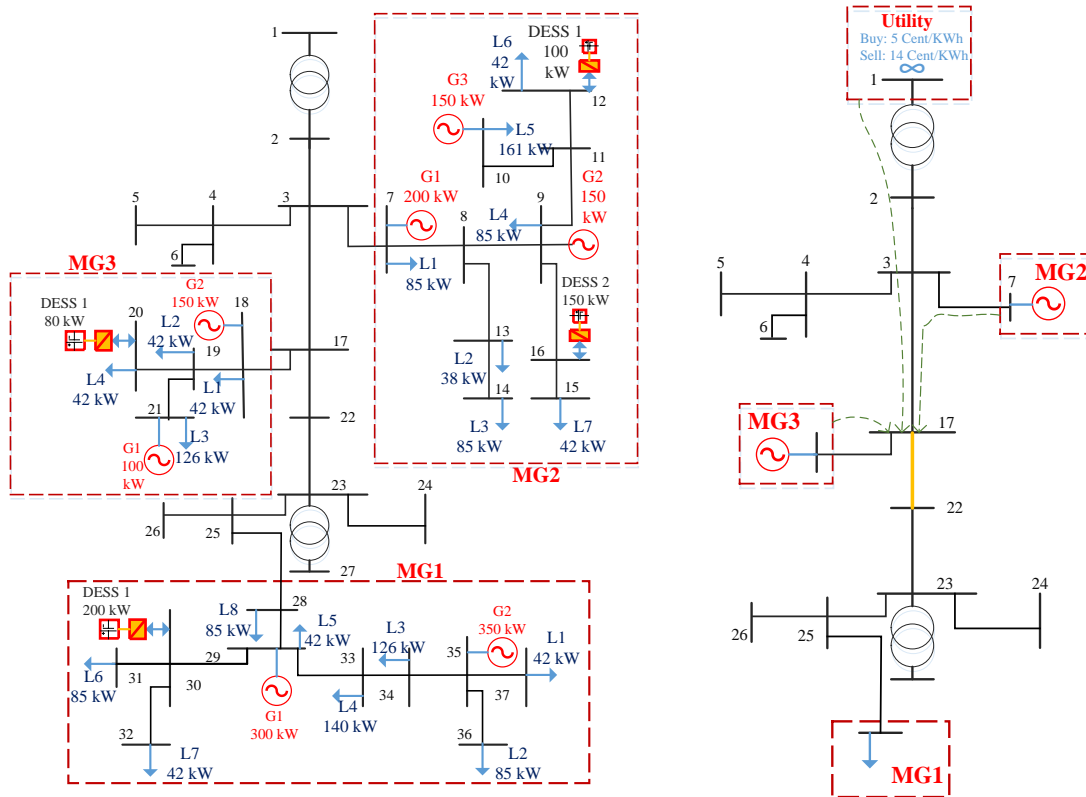 1
2
3
4
5
6
7
8
9
10
11
12
13
14
15
16
MG2
G1
200 kW
L1
85 kW
G2
150
kW
L4
85 kW
G3
150 kW
L5
161 kW
L6
42
kW
DESS 1
100
kW
DESS 2
150 kW
L2
38 kW
L3
85 kW
L7
42 kW
MG3
DESS 1
80 kW
20
G2
150 kW
18
L2
42 kW
19
L4
42 kW
L1
42 kW
21
L3
126 kW
G1
100
kW
17
22
23
24
25
26
27
MG1
DESS 1
200 kW
28
L8
85 kW
L5
42 kW
29
30
31
L6
85 kW
32
L7
42 kW
G1
300 kW
33
L3
126 kW
34
L4
140 kW
35
G2
350 kW
37
L1
42 kW
36
L2
85 kW
Utility
Buy: 5 Cent/KWh
Sell: 14 Cent/KWh
∞
1
2
3
4
5
6
7
MG2
MG3
17
22
23
24
25
26
MG1